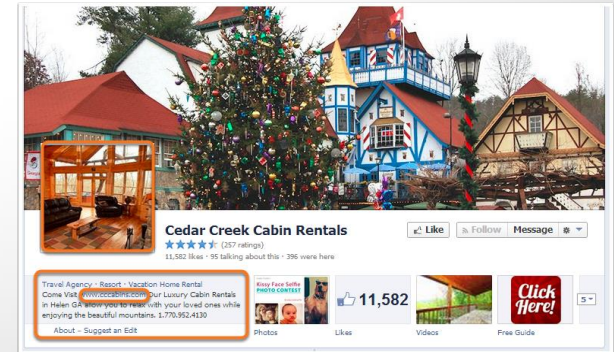 Cedar Creek Cabin Rentals
(257 ratings)
11,582 likes · 95 talking about this · 396 were here
Like
Follow
Message
Travel Agency · Resort · Vacation Home Rental
Come Visit www.cccabins.com Our Luxury Cabin Rentals
in Helen GA allow you to relax with your loved ones while
enjoying the beautiful mountains. 1.770.952.4130
About – Suggest an Edit
Kissy Face Selfie
PHOTO CONTEST
Photos
11,582
Likes
Videos
Click
Here!
Free Guide
5